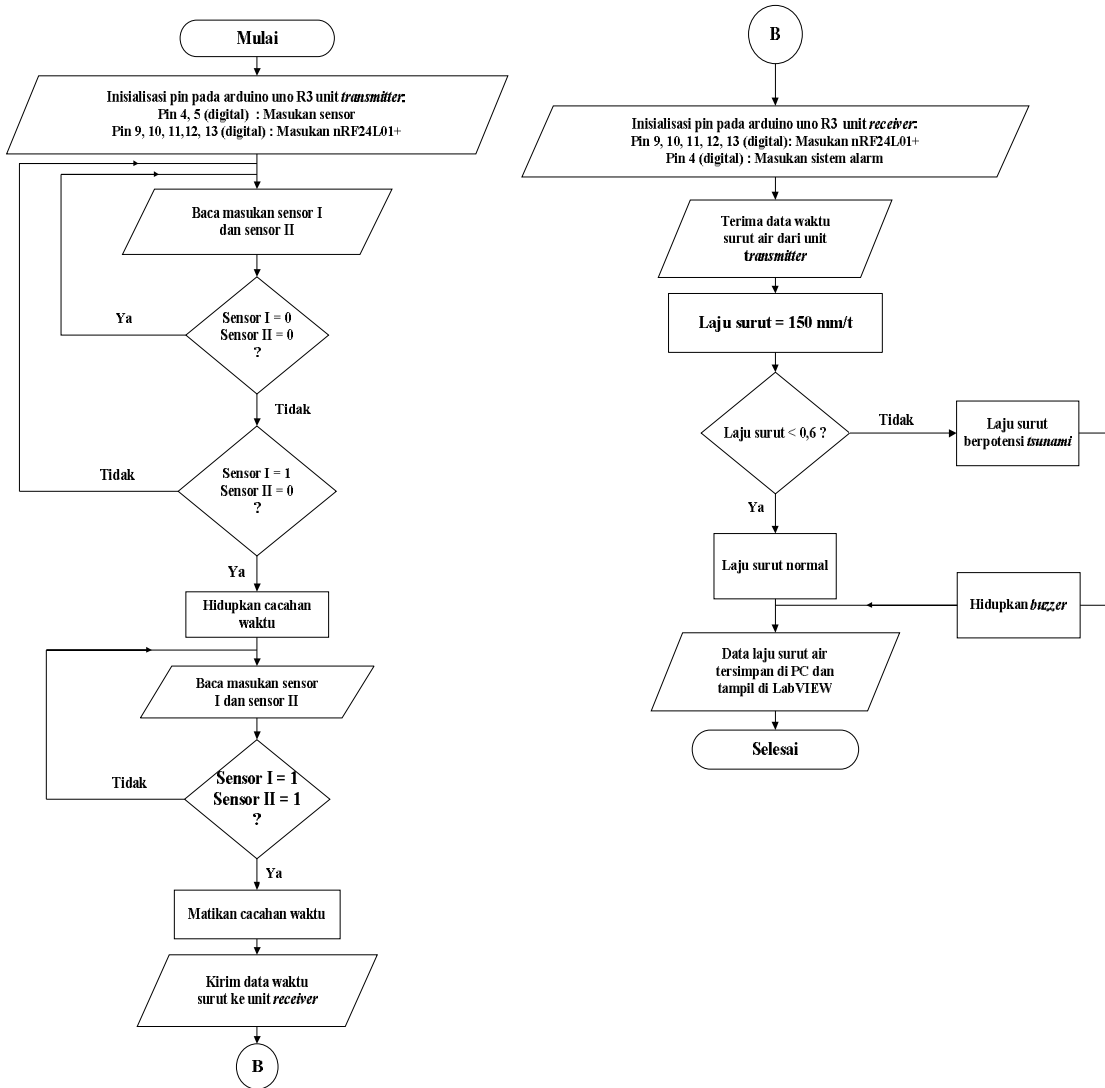 Mulai
Inisialisasi pin pada arduino uno R3 unit transmitter:
Pin 4, 5 (digital) : Masukan sensor
Pin 9, 10, 11,12, 13 (digital) : Masukan nRF24L01+
Baca masukan sensor I
dan sensor II
Sensor I = 0
Sensor II = 0
?
Ya
Tidak
Sensor I = 1
Sensor II = 0
?
Tidak
Ya
Hidupkan cacahan
waktu
Baca masukan sensor
I dan sensor II
Sensor I = 1
Sensor II = 1
?
Tidak
Ya
Matikan cacahan waktu
Kirim data waktu
surut ke unit receiver
B
B
Inisialisasi pin pada arduino uno R3 unit receiver:
Pin 9, 10, 11, 12, 13 (digital): Masukan nRF24L01+
Pin 4 (digital) : Masukan sistem alarm
Terima data waktu
surut air dari unit
transmitter
Laju surut = 150 mm/t
Laju surut < 0,6 ?
Tidak
Laju surut
berpotensi tsunami
Ya
Laju surut normal
Hidupkan buzzer
Data laju surut air
tersimpan di PC dan
tampil di LabVIEW
Selesai